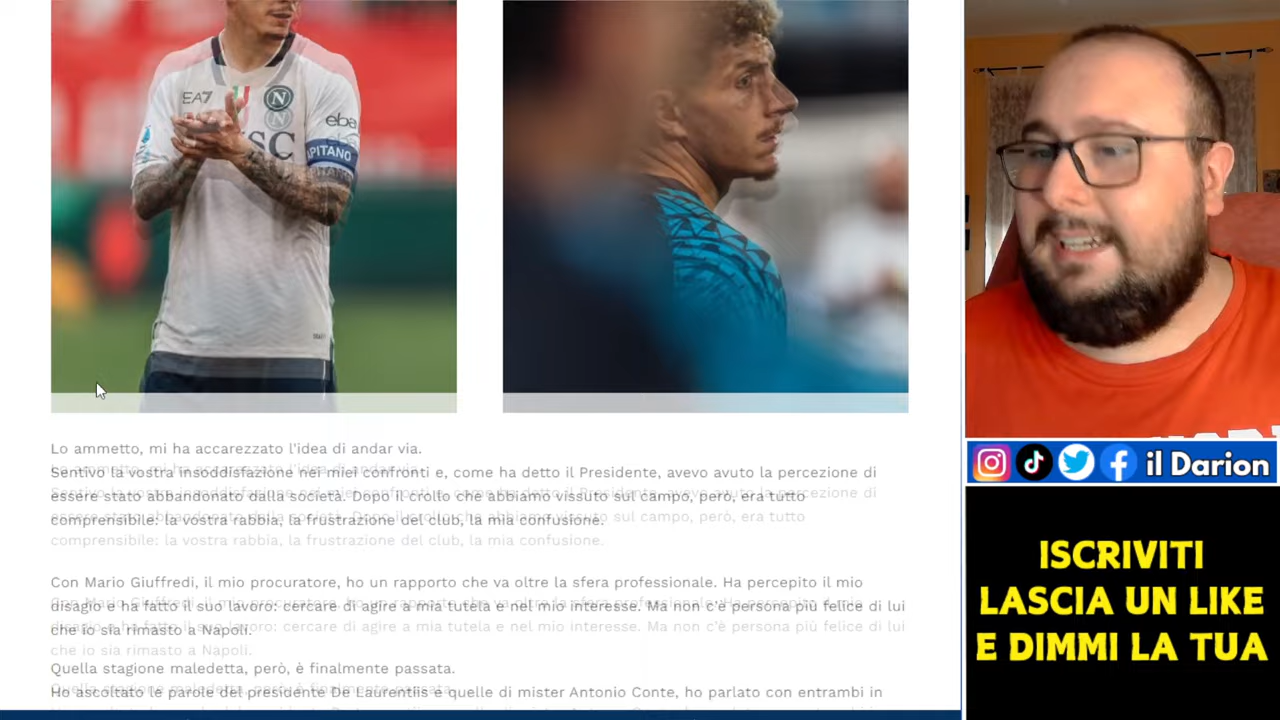 EA7
N
eba
SC
APITANO
Lo ammetto, mi ha accarezzato l'idea di andar via.
Sentivo la vostra insoddisfazione nei miei confronti e, come ha detto il Presidente, avevo avuto la percezione di
essere stato abbandonato dalla società. Dopo il crollo che abbiamo vissuto sul campo, però, era tutto
comprensibile: la vostra rabbia, la frustrazione del club, la mia confusione.
Con Mario Giuffredi, il mio procuratore, ho un rapporto che va oltre la sfera professionale. Ha percepito il mio
disagio e ha fatto il suo lavoro: cercare di agire a mia tutela e nel mio interesse. Ma non c'è persona più felice di lui
che io sia rimasto a Napoli.
Quella stagione maledetta, però, è finalmente passata.
Ho ascoltato le parole del presidente De Laurentiis e quelle di mister Antonio Conte, ho parlato con entrambi in
il Darion
ISCRIVITI
LASCIA UN LIKE
E DIMMI LA TUA